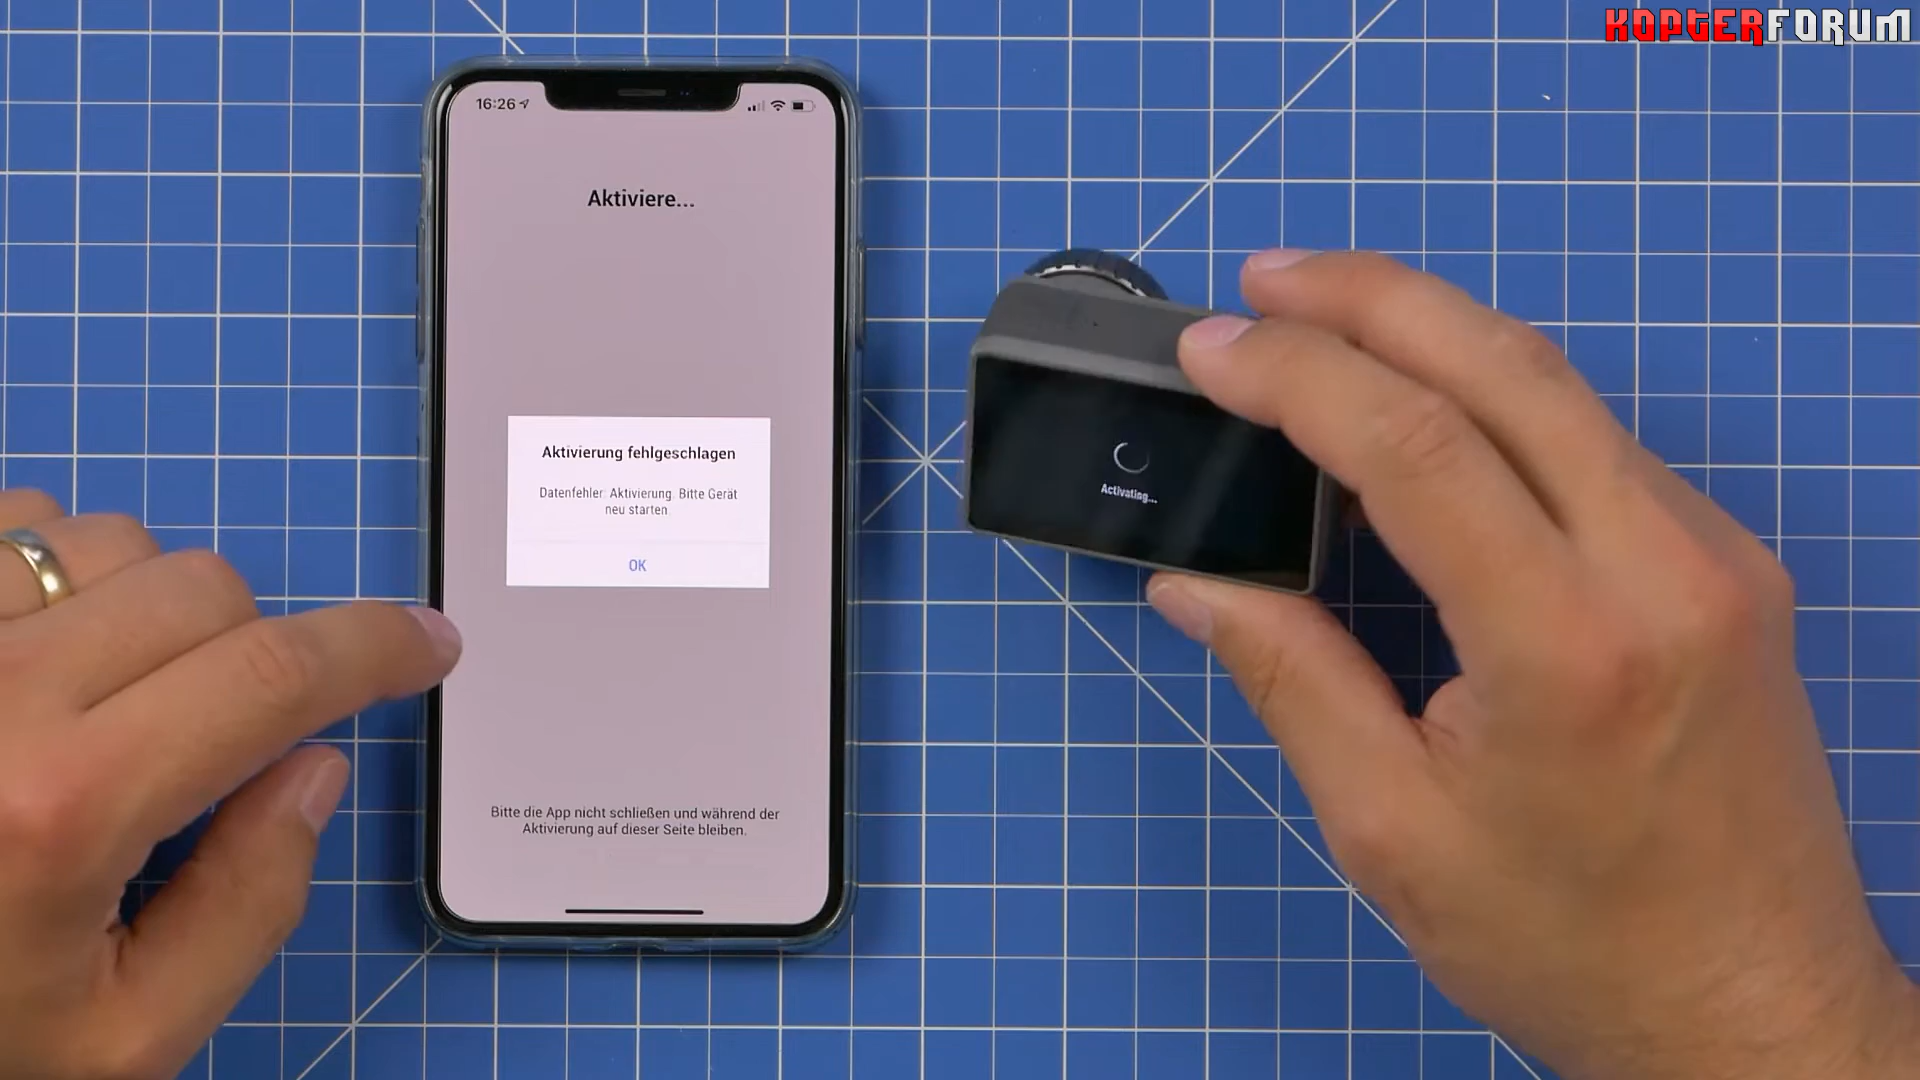 KOPTERFORUM
16:26
Aktiviere...
Aktivierung fehlgeschlagen
Datenfehler: Aktivierung. Bitte Gerät
neu starten
OK
Bitte die App nicht schließen und während der
Aktivierung auf dieser Seite bleiben.
Activating...